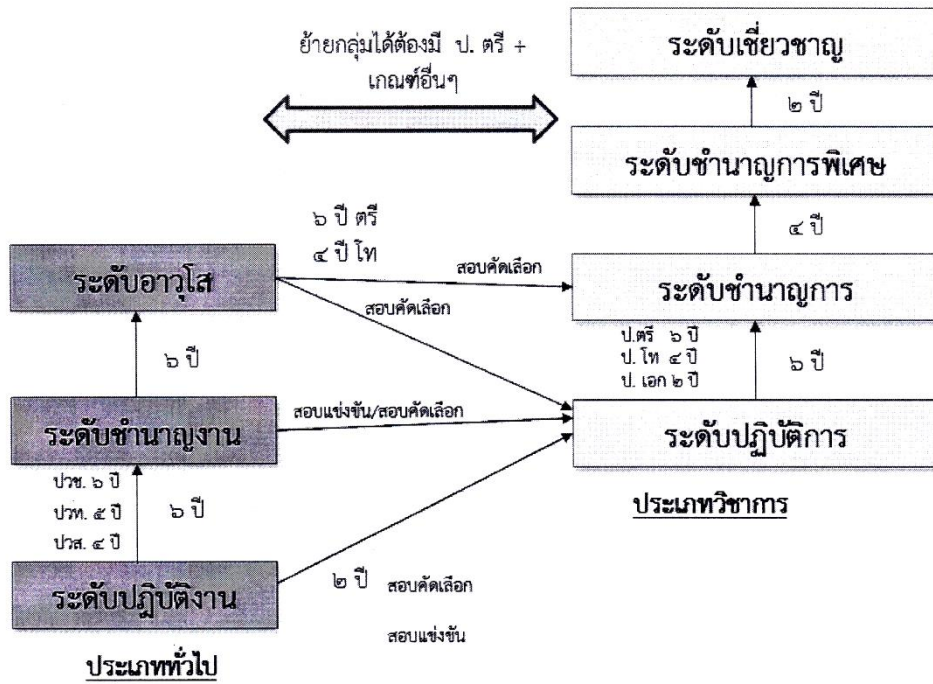 ย้ายกลุ่มได้ต้องมี ป. ตรี +
เกณฑ์อื่นๆ
ระดับเชี่ยวชาญ
๒ ปี
ระดับชำนาญการพิเศษ
๔ ปี
๖ ปี ตรี
๔ ปี โท
ระดับอาวุโส
สอบคัดเลือก
สอบคัดเลือก
ระดับชำนาญการ
๖ ปี
ป.ตรี ๖ ปี
ป. โท ๔ ปี
ป. เอก ๒ ปี
๖ ปี
ระดับชำนาญงาน
สอบแข่งขัน/สอบคัดเลือก
ระดับปฏิบัติการ
ปวช. ๖ ปี
ปวท. ๕ ปี
ปวส. ๔ ปี
๖ ปี
ประเภทวิชาการ
ระดับปฏิบัติงาน
๒ ปี สอบคัดเลือก
สอบแข่งขัน
ประเภททั่วไป